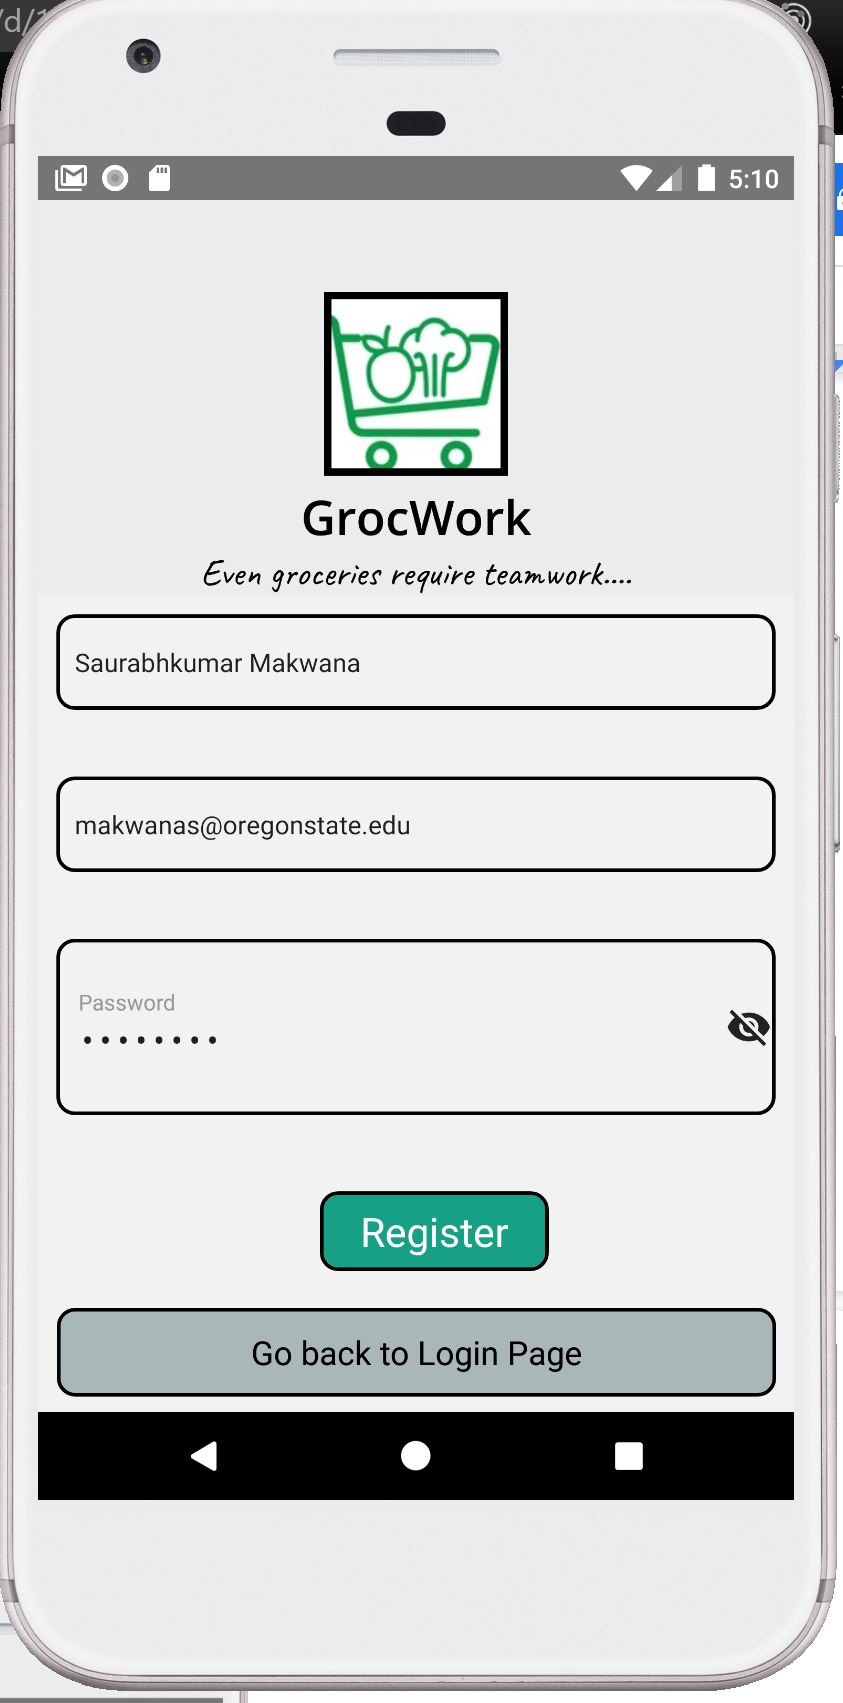 /d/1
5:10
GrocWork
Even groceries require teamwork....
Saurabhkumar Makwana
makwanas@oregonstate.edu
Password
••••••••
Register
Go back to Login Page